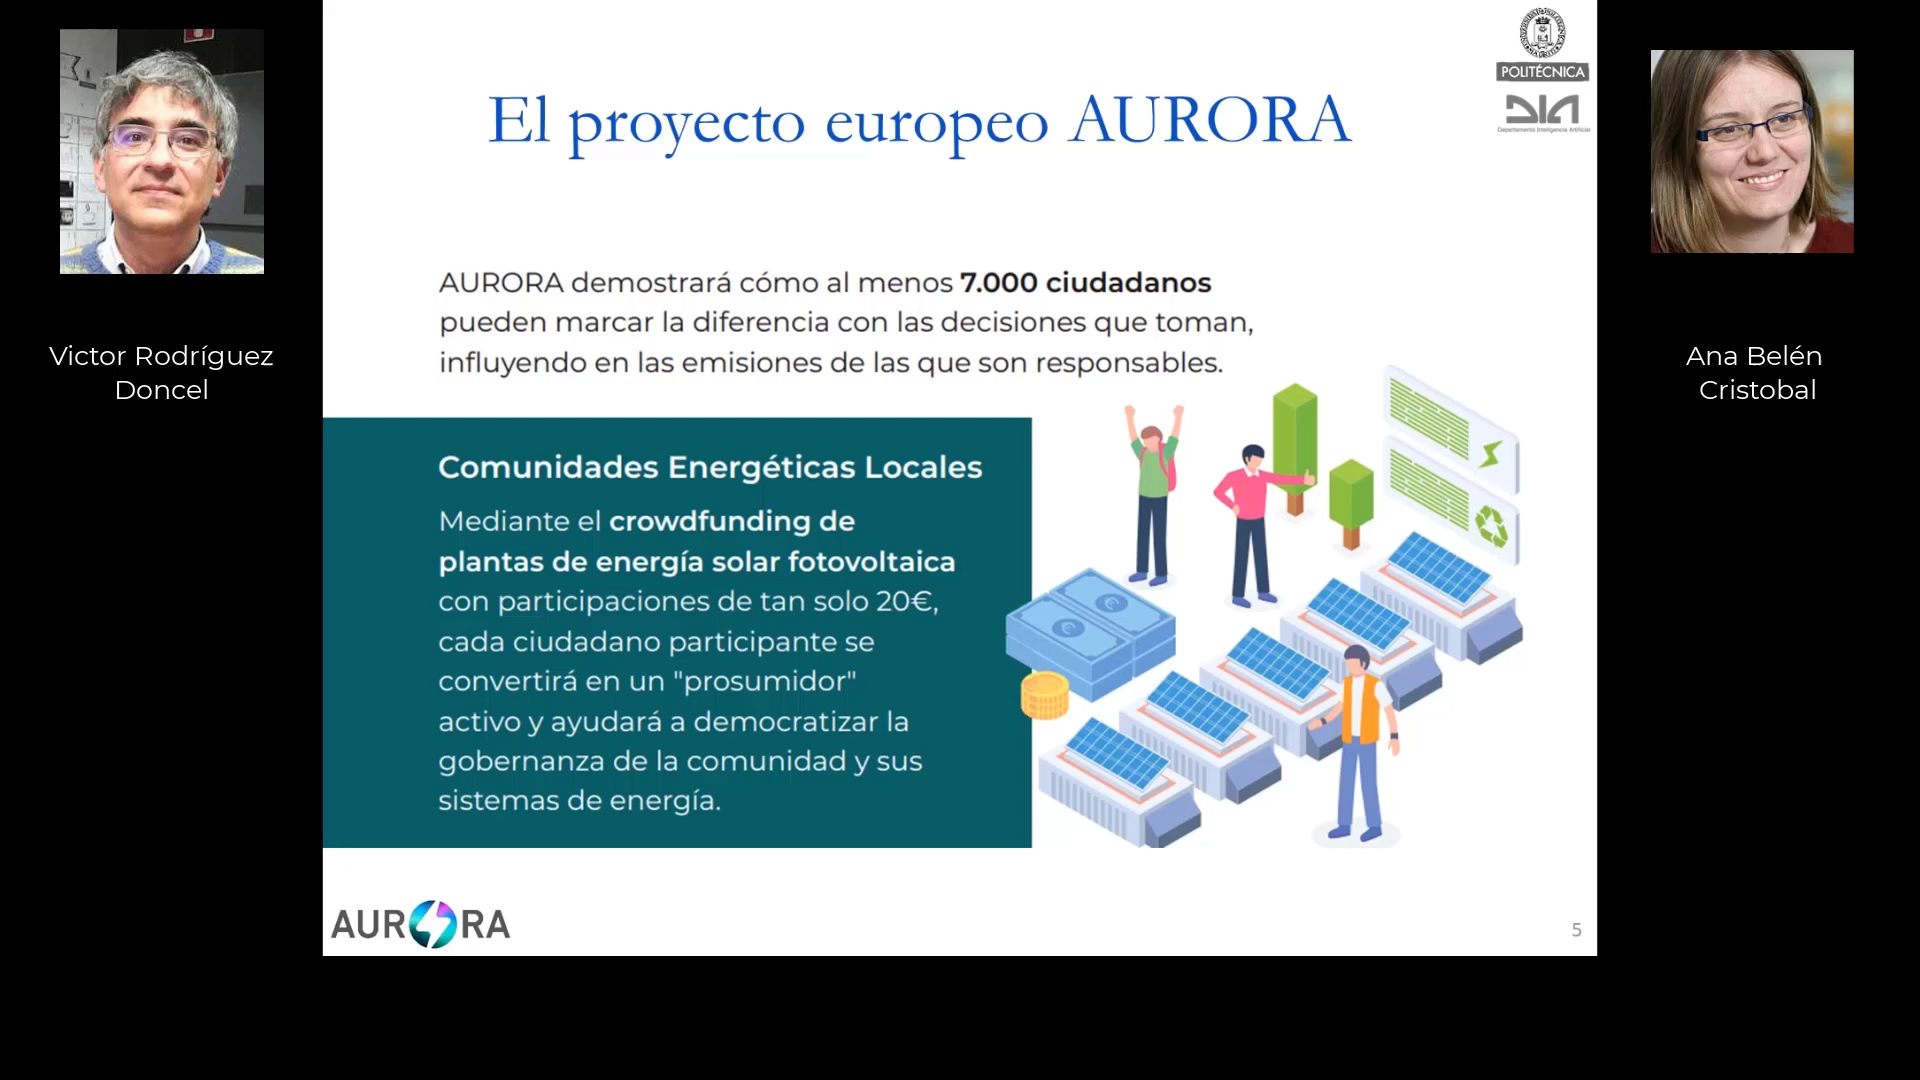 Victor Rodríguez
Doncel
El proyecto europeo AURORA
POLITÉCNICA
DIA
Departamento Inteligencia Artificial
Ana Belén
Cristobal
AURORA demostrará cómo al menos 7.000 ciudadanos
pueden marcar la diferencia con las decisiones que toman,
influyendo en las emisiones de las que son responsables.
Comunidades Energéticas Locales
Mediante el crowdfunding de
plantas de energía solar fotovoltaica
con participaciones de tan solo 20€,
cada ciudadano participante se
convertirá en un "prosumidor"
activo y ayudará a democratizar la
gobernanza de la comunidad y sus
sistemas de energía.
AURORA
5